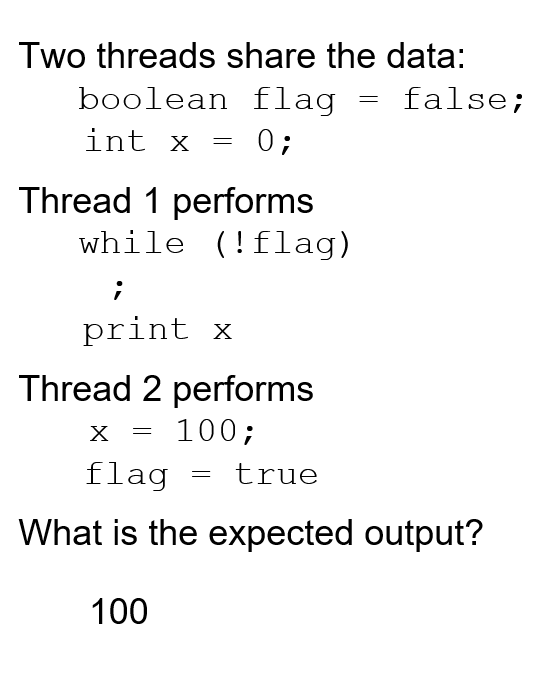 Two threads share the data:
boolean flag = false;
int x = 0;
Thread 1 performs
while (!flag)
;
print x
Thread 2 performs
x = 100;
flag = true
What is the expected output?
100